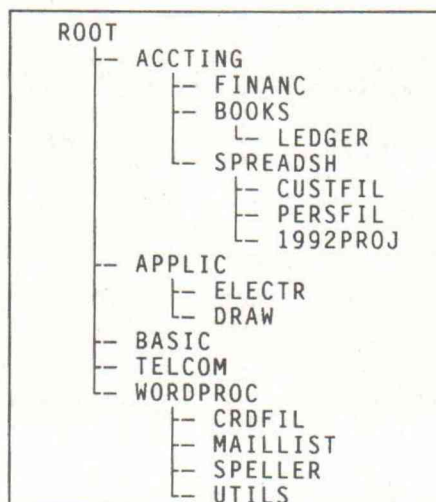 ROOT
ACCTING
FINANC
BOOKS
LEDGER
SPREADSH
CUSTFIL
PERSFIL
1992PROJ
APPLIC
ELECTR
DRAW
BASIC
TELCOM
WORDPROC
CRDFIL
MAILLIST
SPELLER
UTILS